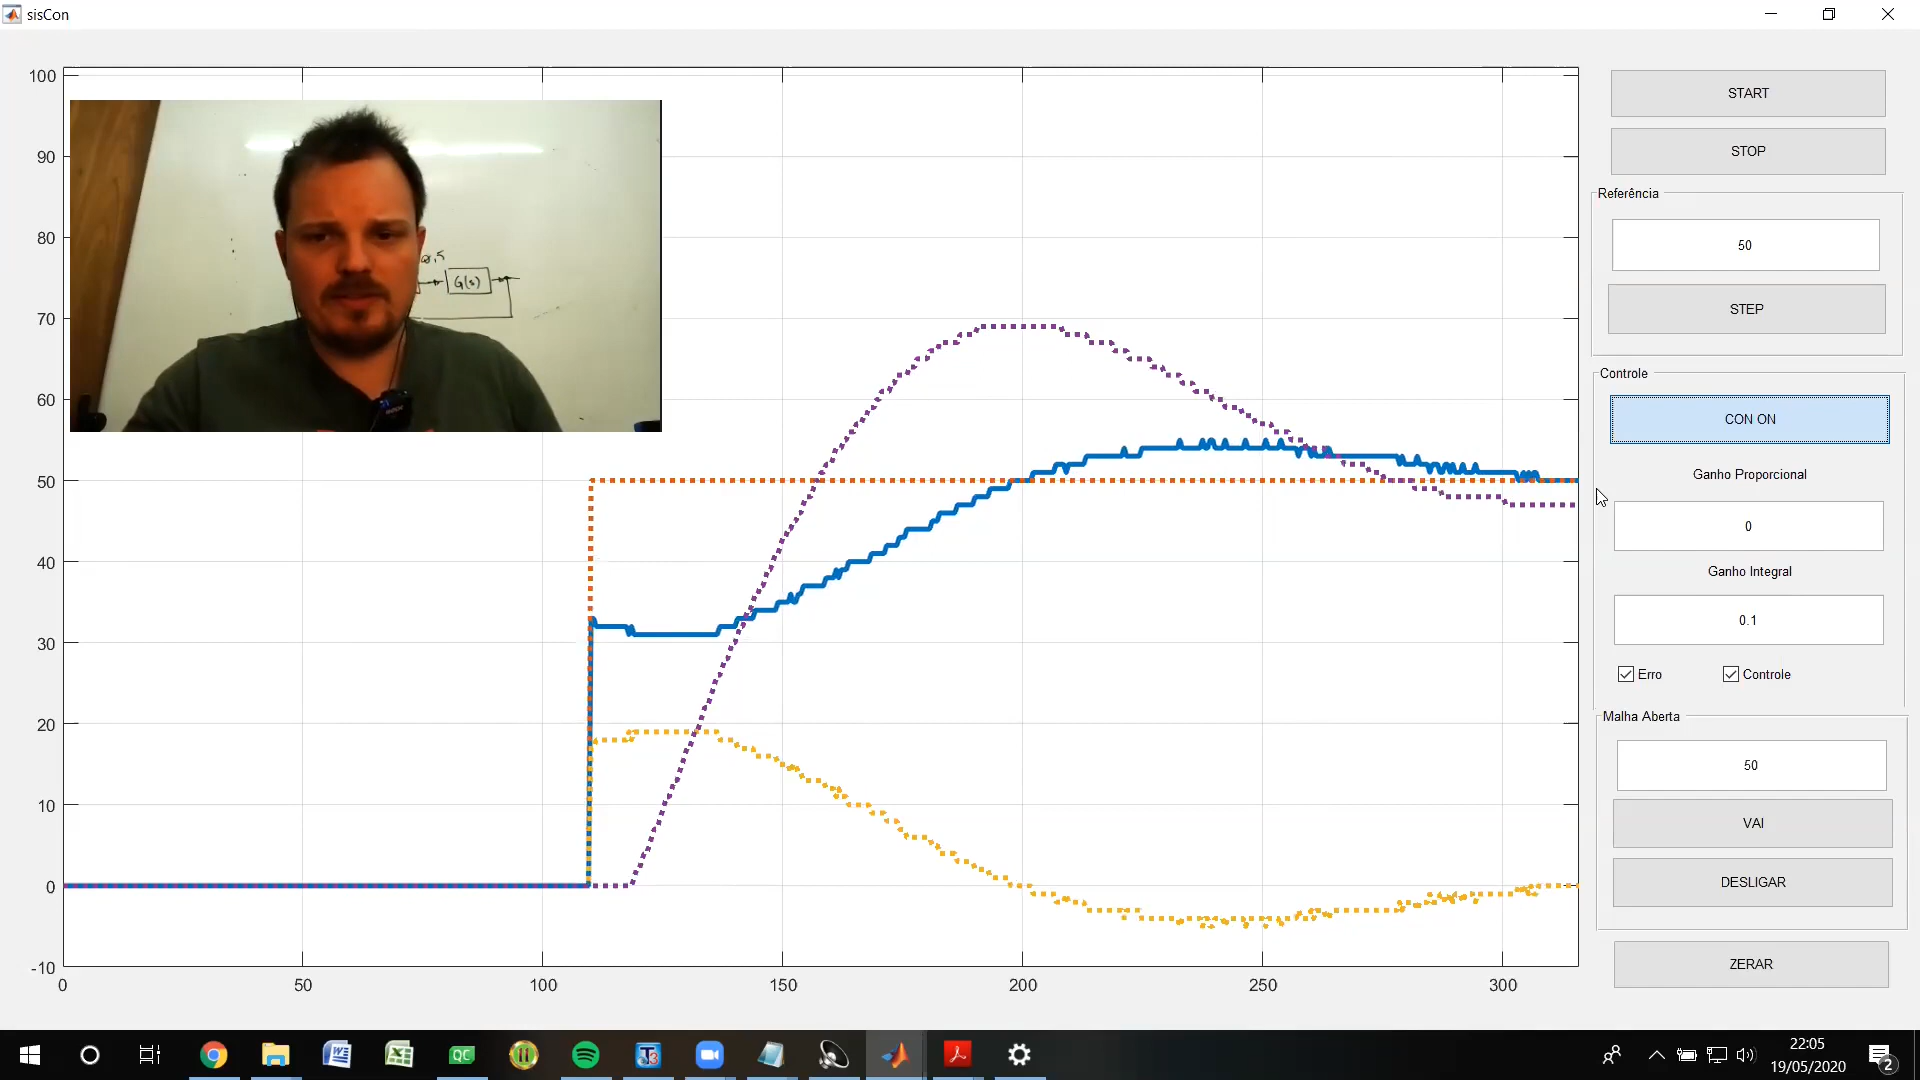 sisCon
100
90
80
70
60
50
40
30
20
10
0
-10
0
50
100
150
200
250
300
G(s)
START
STOP
Referência
50
STEP
Controle
CON ON
Ganho Proporcional
0
Ganho Integral
0.1
Erro
Controle
Malha Aberta
50
VAI
DESLIGAR
ZERAR
QC
22:05
19/05/2020
2